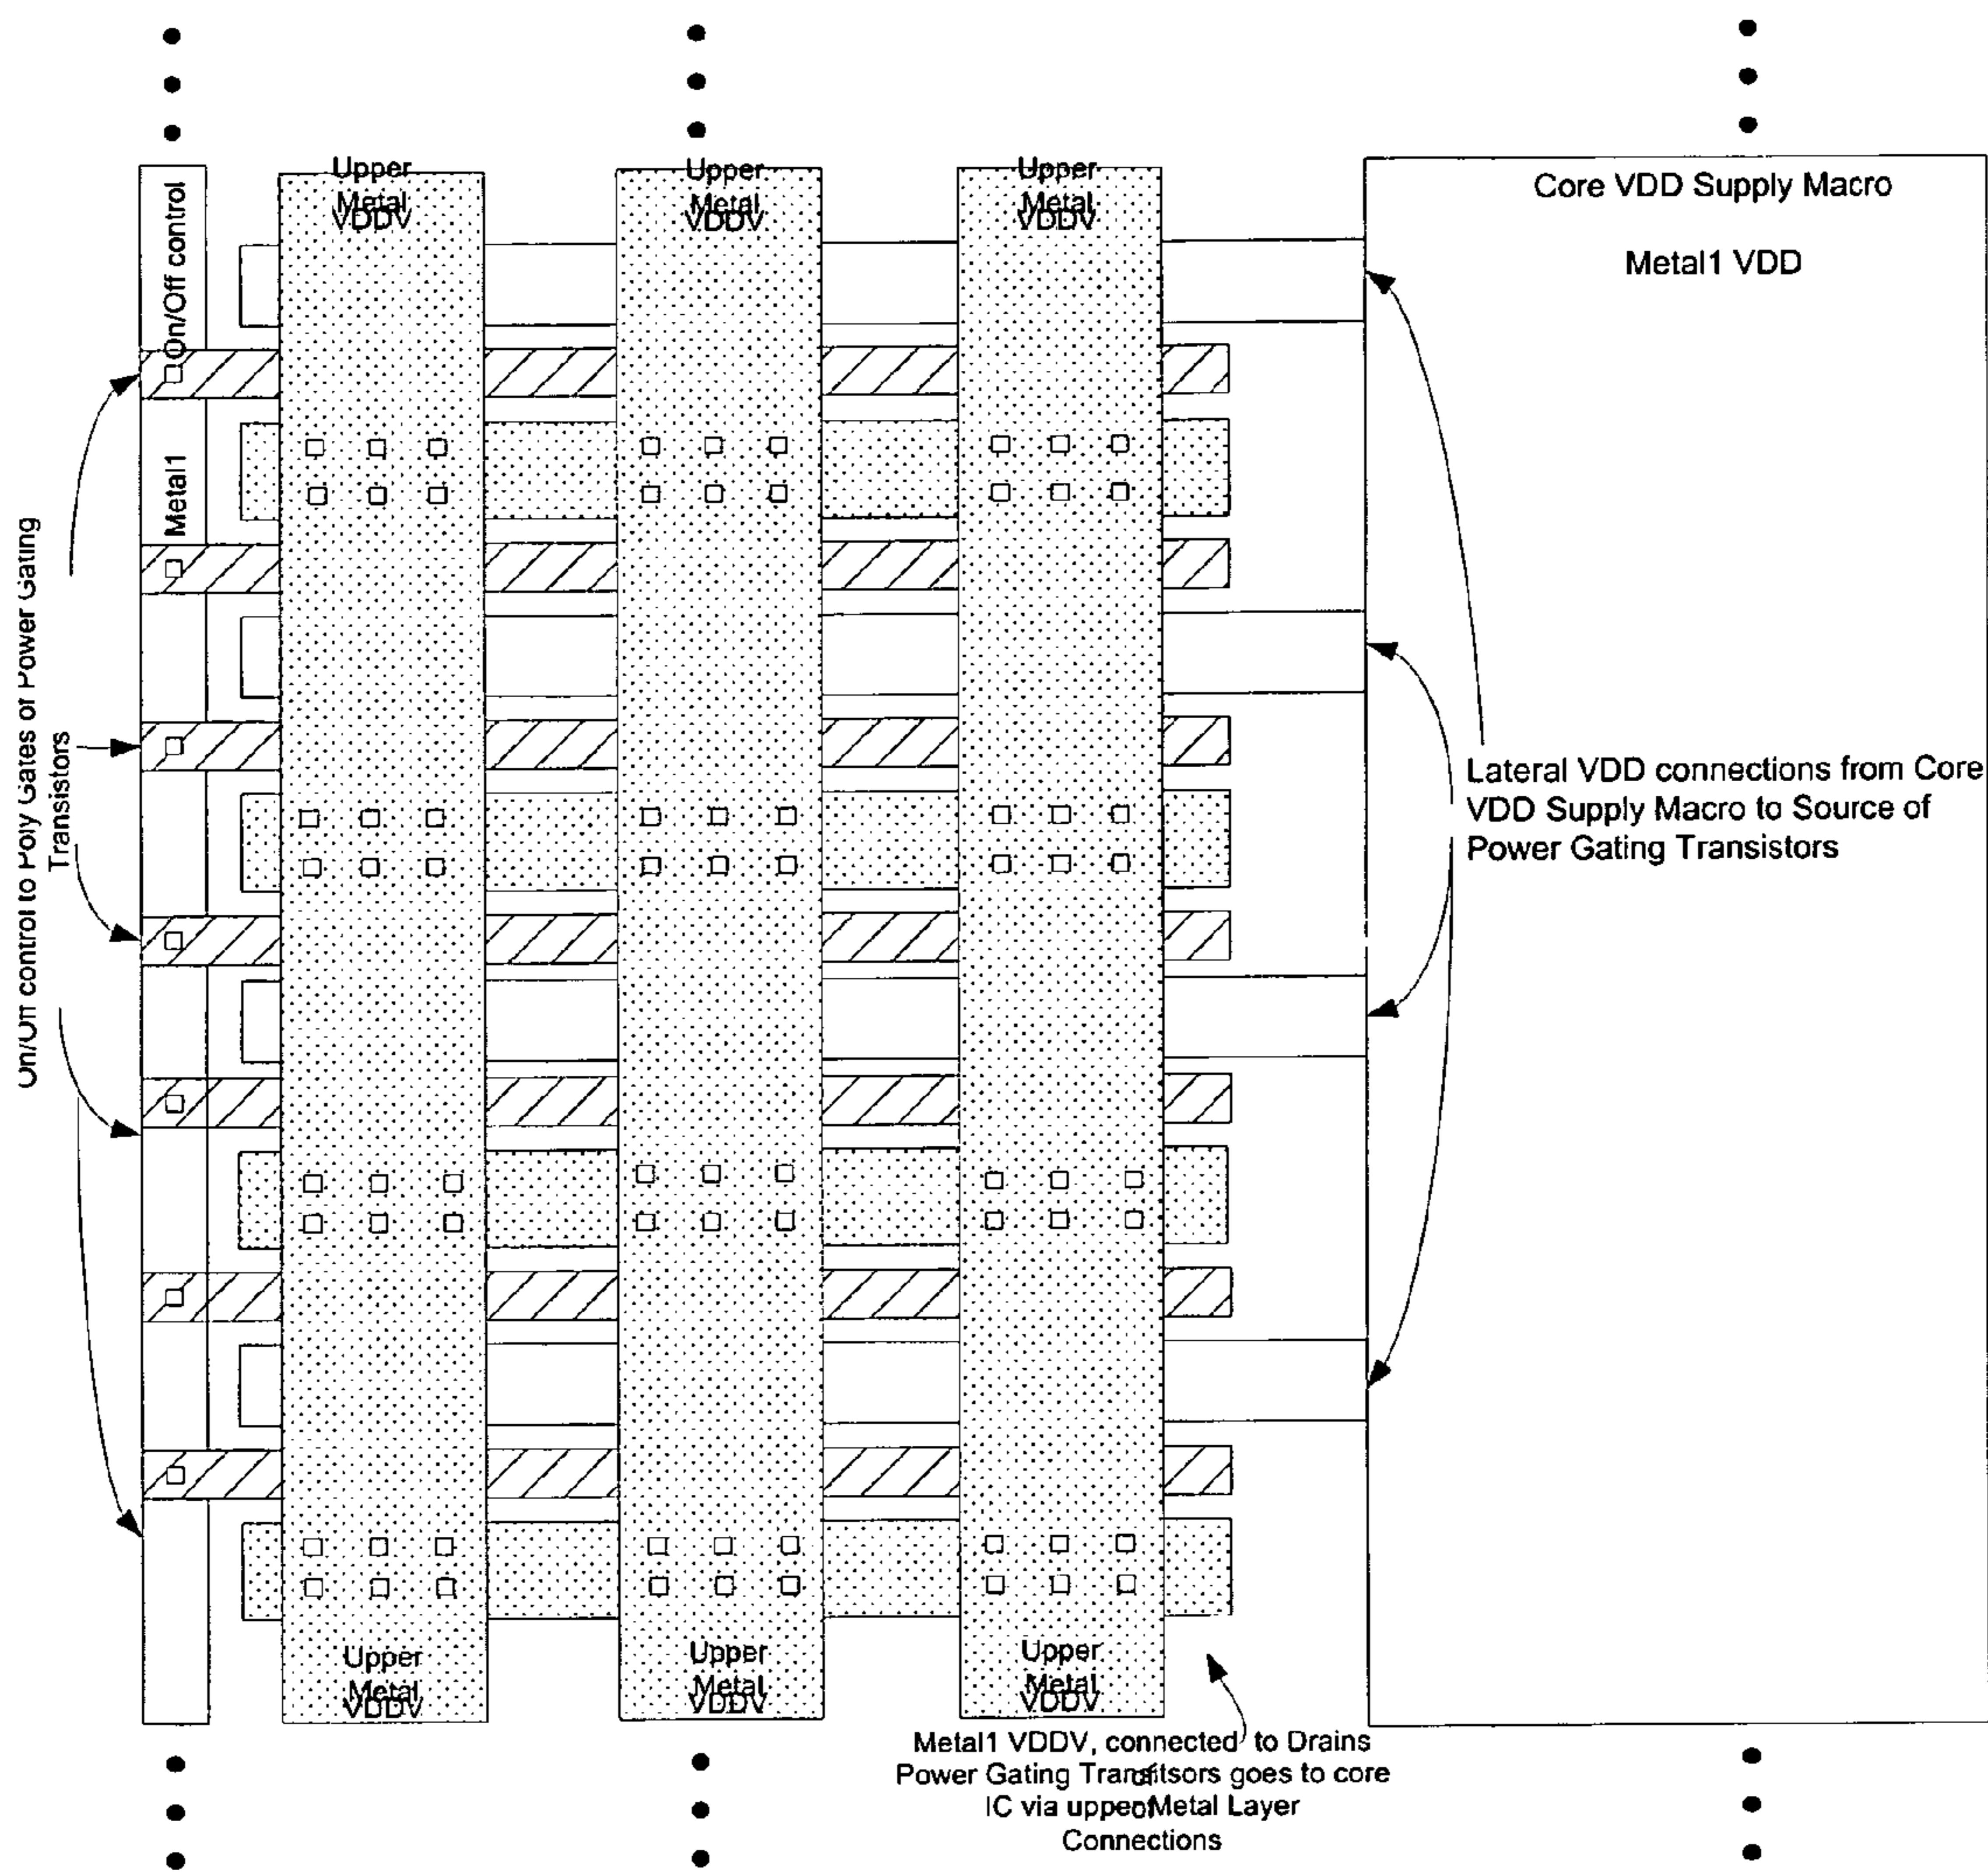 Upper
Metal
VDDV
Upper
Metal
VDDV
Upper
Metal
VDDV
Core VDD Supply Macro
Metal1 VDD
On/Off control
Metal1
On/Off control to Poly Gates of Power Gating
Transistors
Lateral VDD connections from Core
VDD Supply Macro to Source of
Power Gating Transistors
Upper
Metal
VDDV
Upper
Metal
VDDV
Upper
Metal
VDDV
Metal1 VDDV, connected to Drains
of
Power Gating Transitsors goes to core
IC via upper Metal Layer
of
Connections